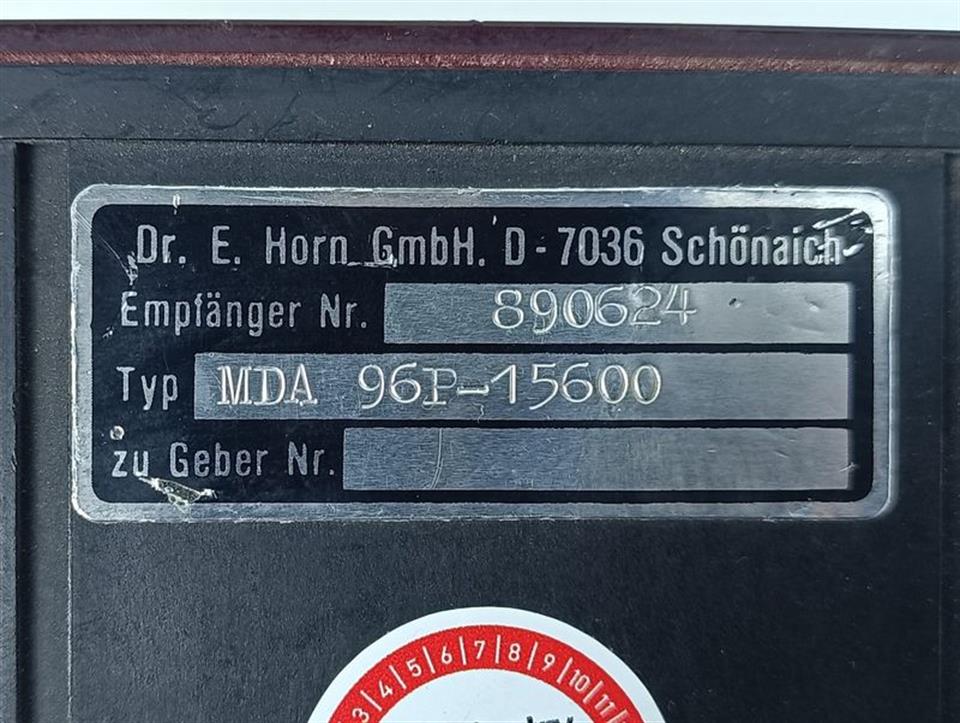 Dr. E. Horn GmbH. D - 7036 Schönaich
Empfänger Nr. 890624
Typ MDA 96P-15600
zu Geber Nr.
3 4 5 6 7 8 9 10 11